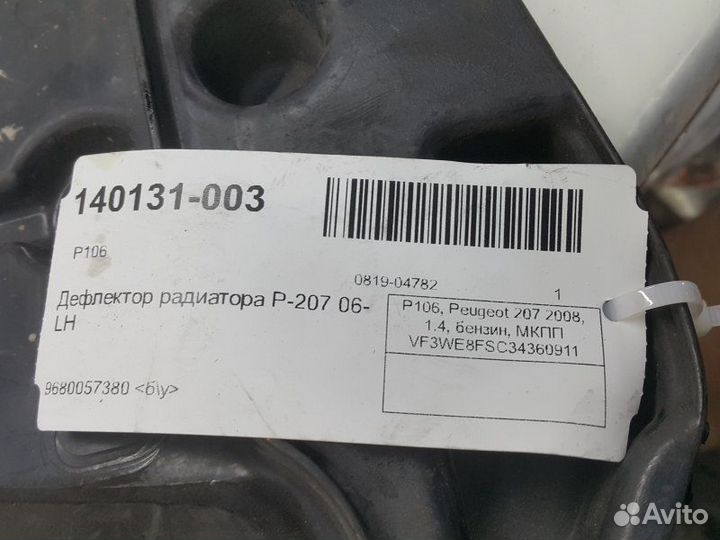 140131-003
P106
0819-04782
1
Дефлектор радиатора P-207 06-
LH
P106, Peugeot 207 2008,
1.4, бензин, МКПП
VF3WE8FSC34360911
9680057380 <б\у>
Avito